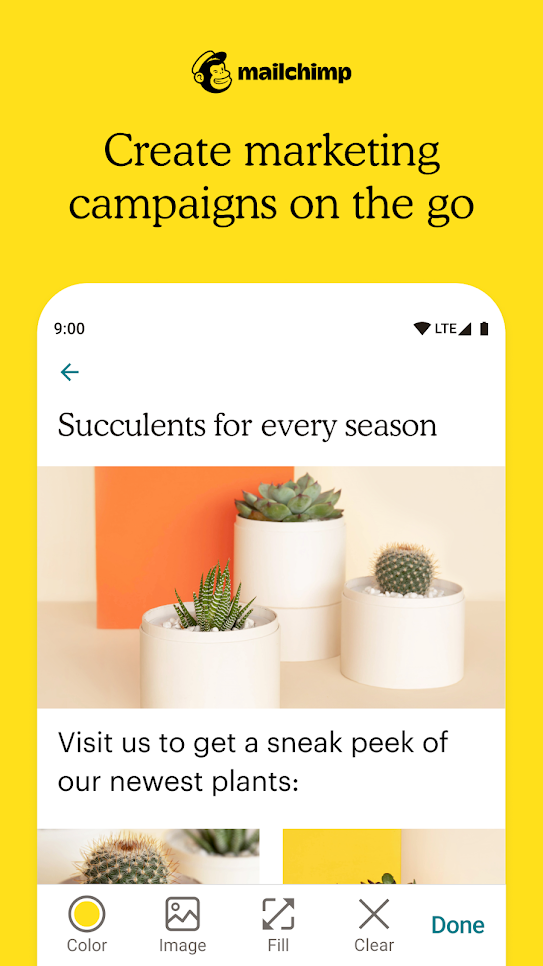 mailchimp
Create marketing
campaigns on the go
9:00
LTE
Succulents for every season
Visit us to get a sneak peek of
our newest plants:
Color Image Fill Clear Done